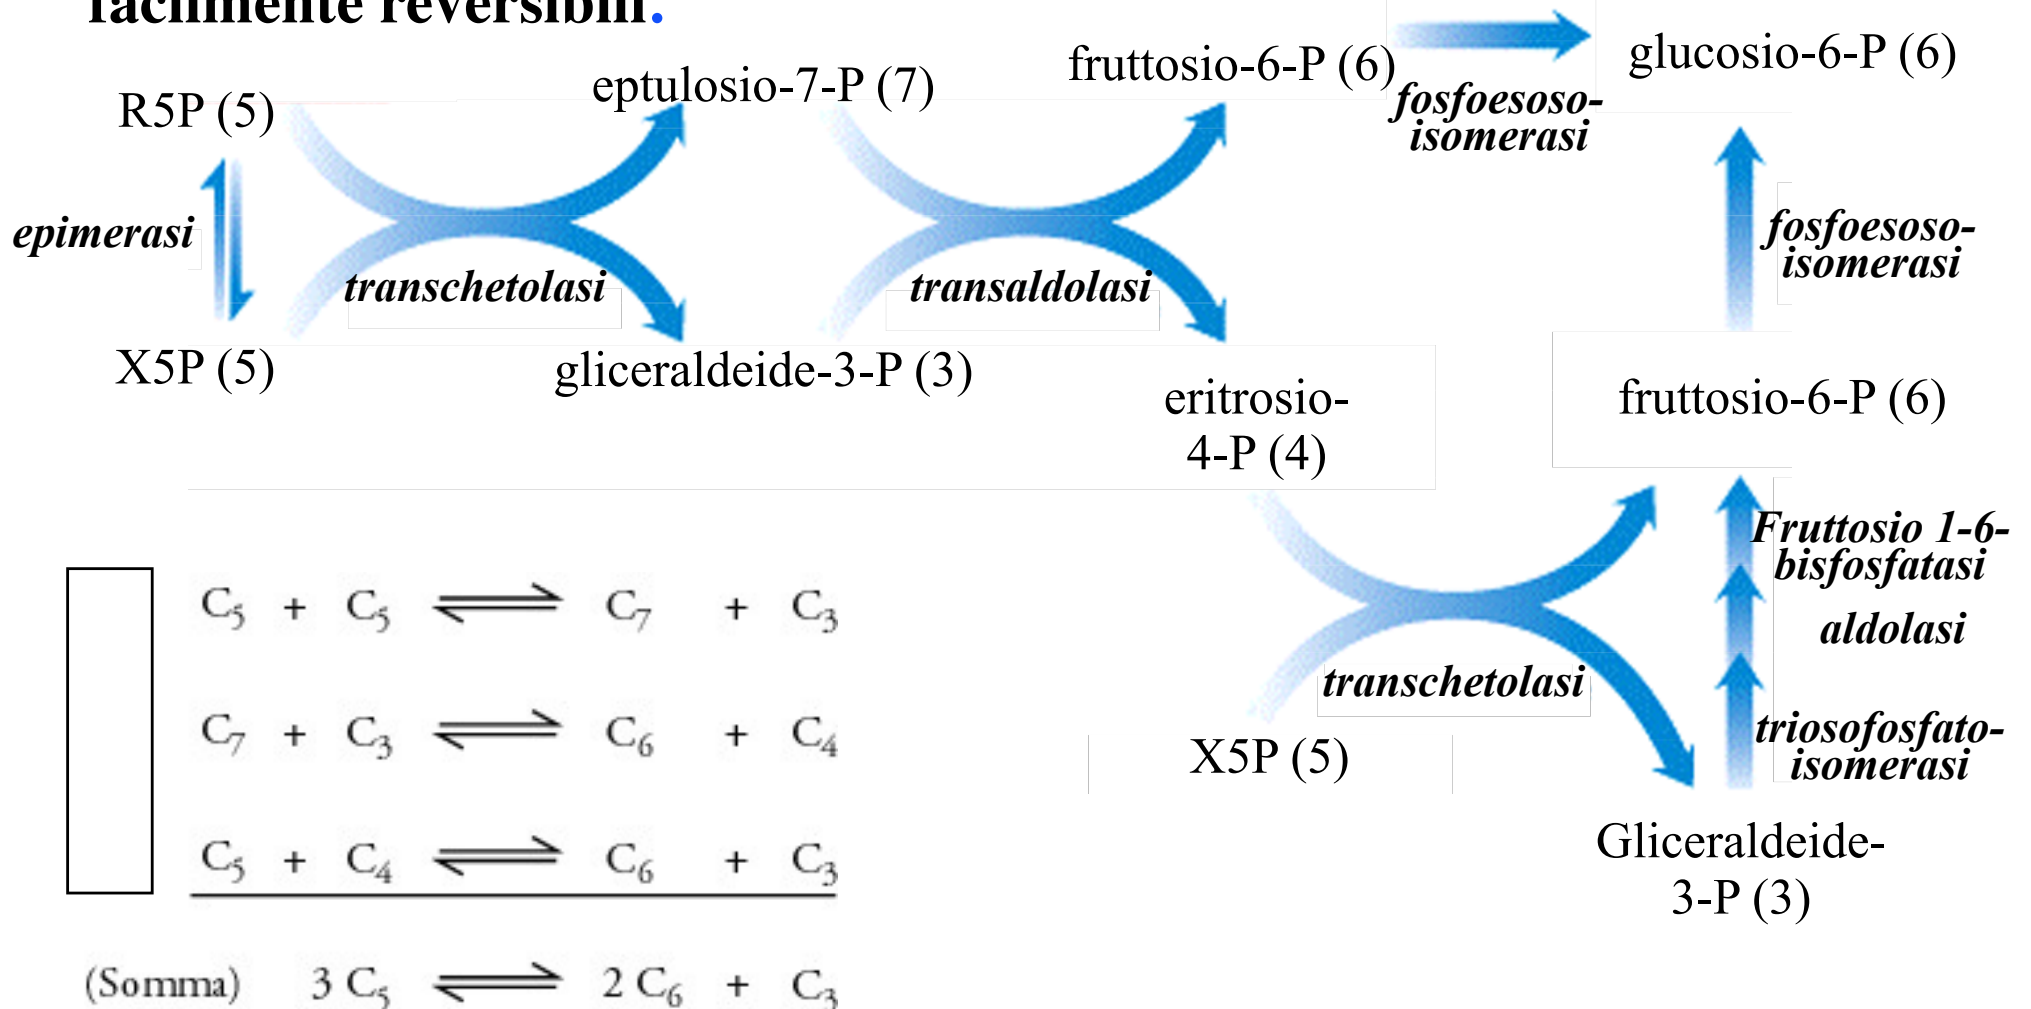 facilmente reversibili.
R5P (5)
eptulosio-7-P (7)
fruttosio-6-P (6)
glucosio-6-P (6)
fosfoesoso-
isomerasi
epimerasi
transchetolasi
transaldolasi
fosfoesoso-
isomerasi
X5P (5)
gliceraldeide-3-P (3)
eritrosio-
4-P (4)
fruttosio-6-P (6)
Fruttosio 1-6-
bisfosfatasi
aldolasi
transchetolasi
triosofosfato-
isomerasi
X5P (5)
Gliceraldeide-
3-P (3)
C₅ + C₅ ⇌ C₇ + C₃
C₇ + C₃ ⇌ C₆ + C₄
C₅ + C₄ ⇌ C₆ + C₃
(Somma) 3 C₅ ⇌ 2 C₆ + C₃